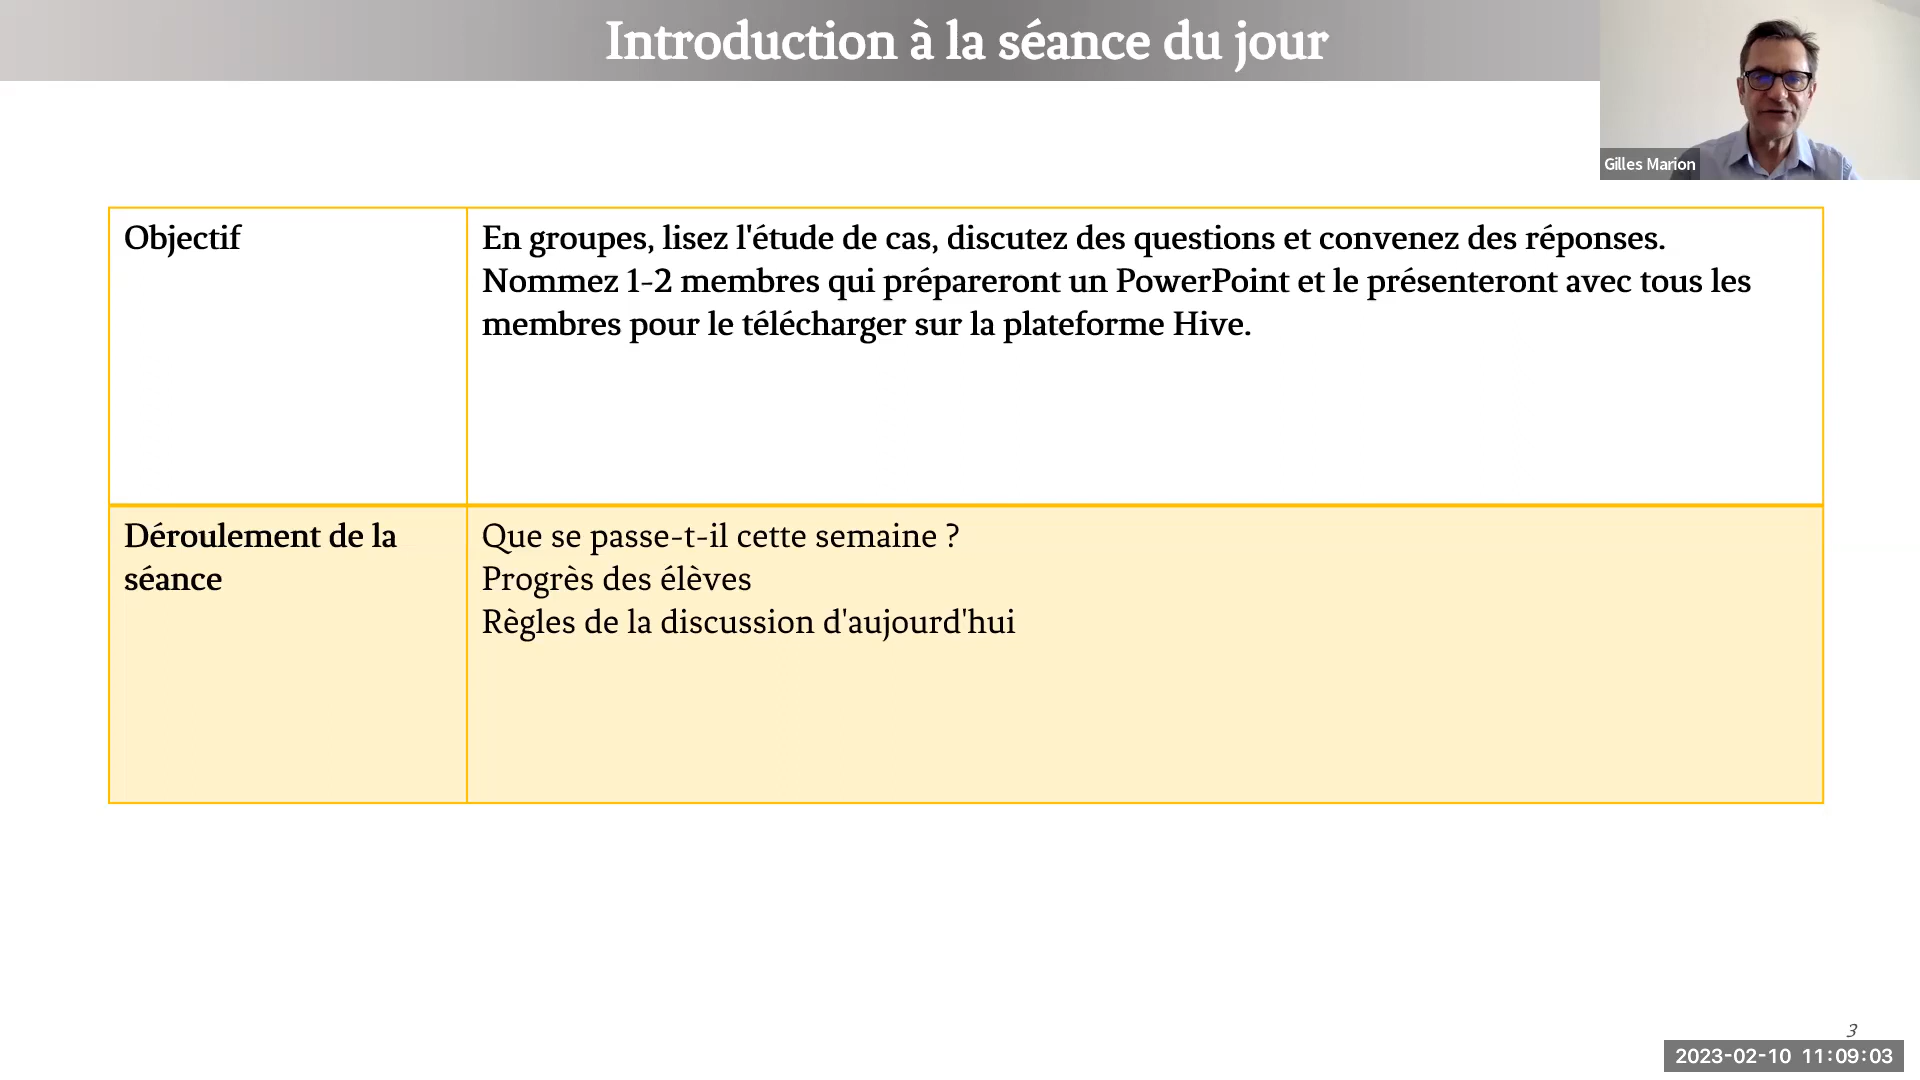 Introduction à la séance du jour
Gilles Marion
Objectif
En groupes, lisez l'étude de cas, discutez des questions et convenez des réponses.
Nommez 1-2 membres qui prépareront un PowerPoint et le présenteront avec tous les
membres pour le télécharger sur la plateforme Hive.
Déroulement de la
séance
Que se passe-t-il cette semaine ?
Progrès des élèves
Règles de la discussion d'aujourd'hui
3
2023-02-10 11:09:03